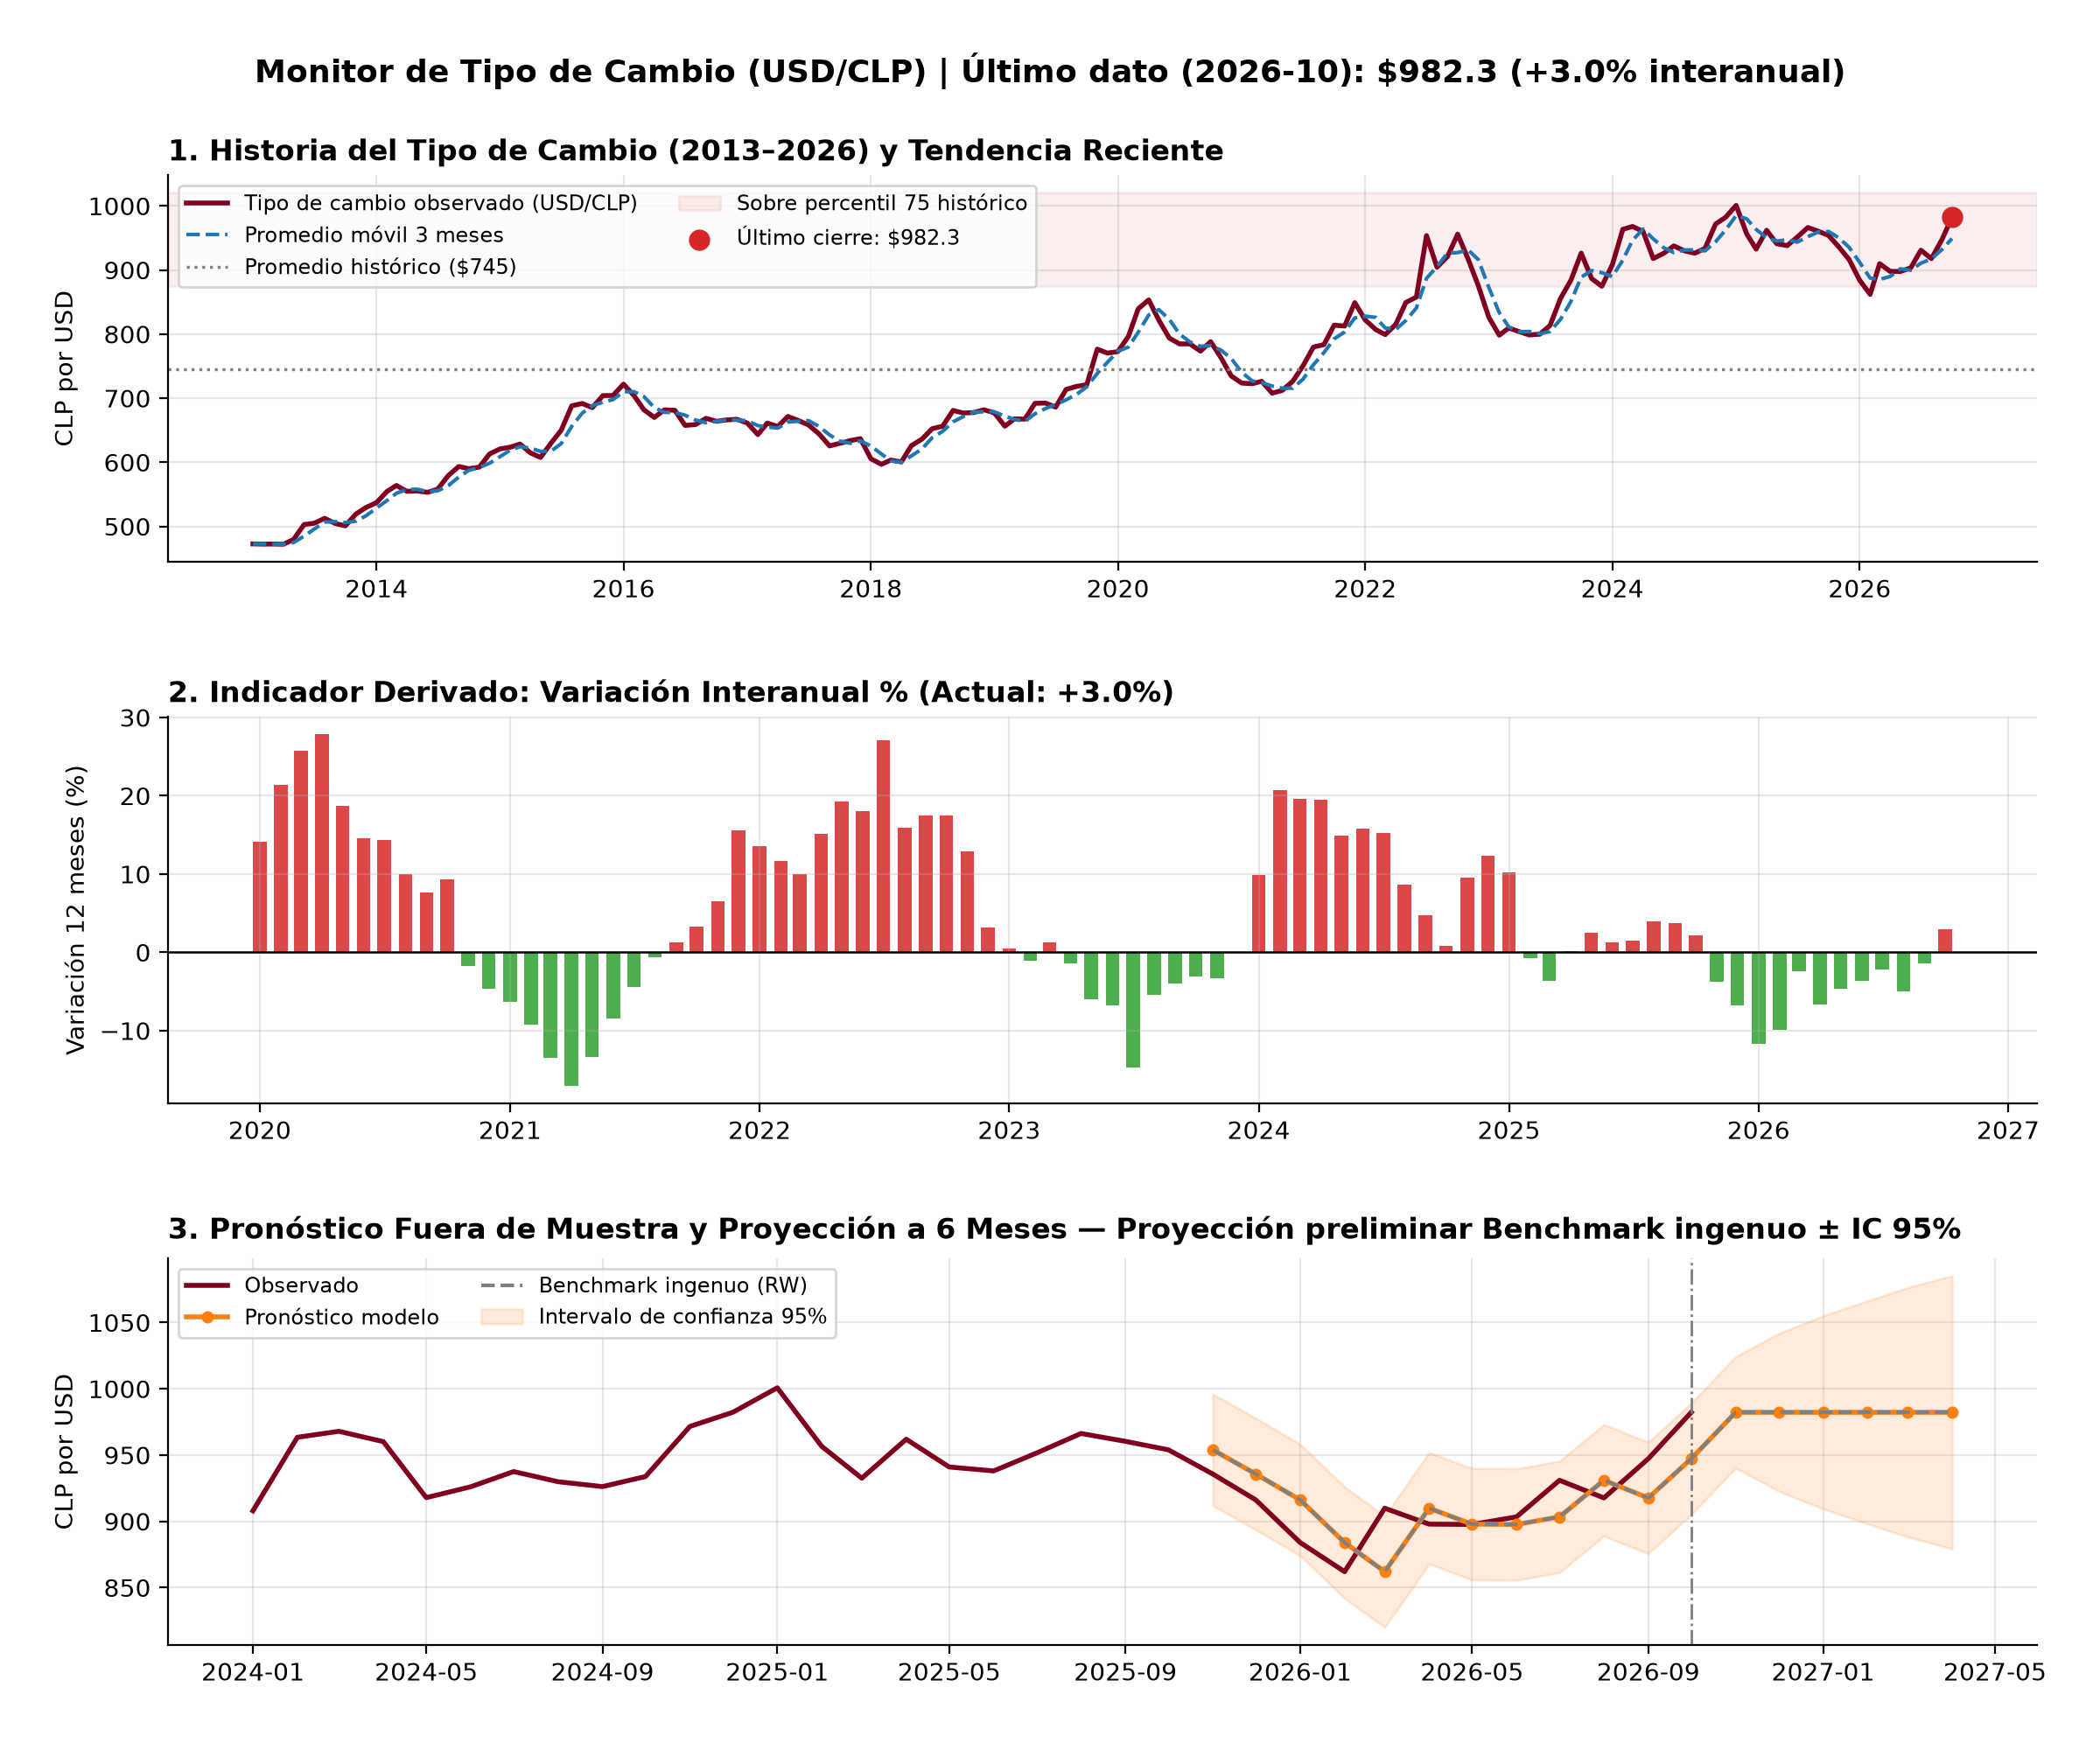 Monitor de Tipo de Cambio (USD/CLP) | Último dato (2026-10): $982.3 (+3.0% interanual)
1. Historia del Tipo de Cambio (2013–2026) y Tendencia Reciente
Tipo de cambio observado (USD/CLP)
Promedio móvil 3 meses
Promedio histórico ($745)
Sobre percentil 75 histórico
Último cierre: $982.3
CLP por USD
1000
900
800
700
600
500
2014 2016 2018 2020 2022 2024 2026
2. Indicador Derivado: Variación Interanual % (Actual: +3.0%)
Variación 12 meses (%)
30
20
10
0
−10
2020 2021 2022 2023 2024 2025 2026 2027
3. Pronóstico Fuera de Muestra y Proyección a 6 Meses — Proyección preliminar Benchmark ingenuo ± IC 95%
Observado
Pronóstico modelo
Benchmark ingenuo (RW)
Intervalo de confianza 95%
CLP por USD
1050
1000
950
900
850
2024-01 2024-05 2024-09 2025-01 2025-05 2025-09 2026-01 2026-05 2026-09 2027-01 2027-05